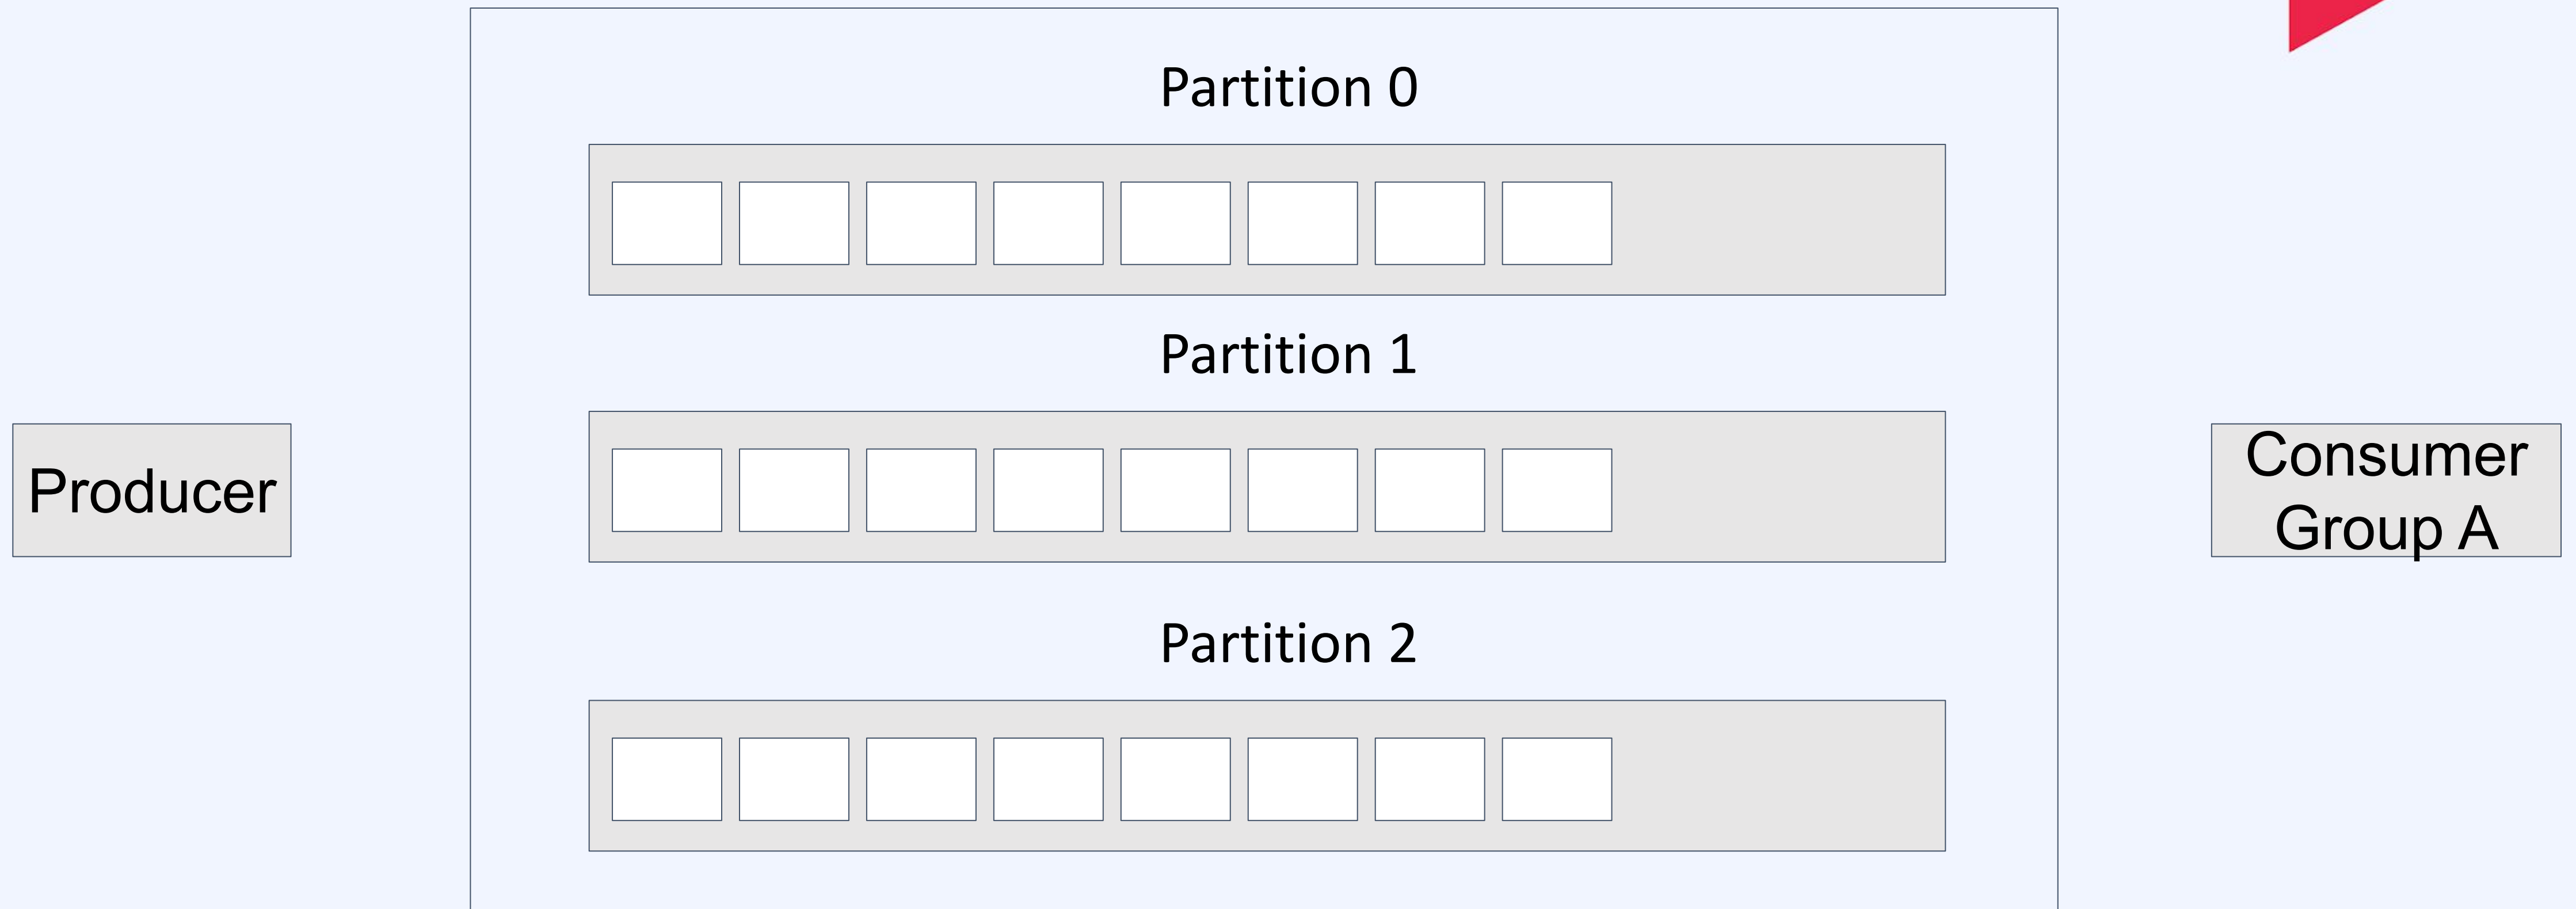 Partition 0
Partition 1
Producer
Consumer
Group A
Partition 2